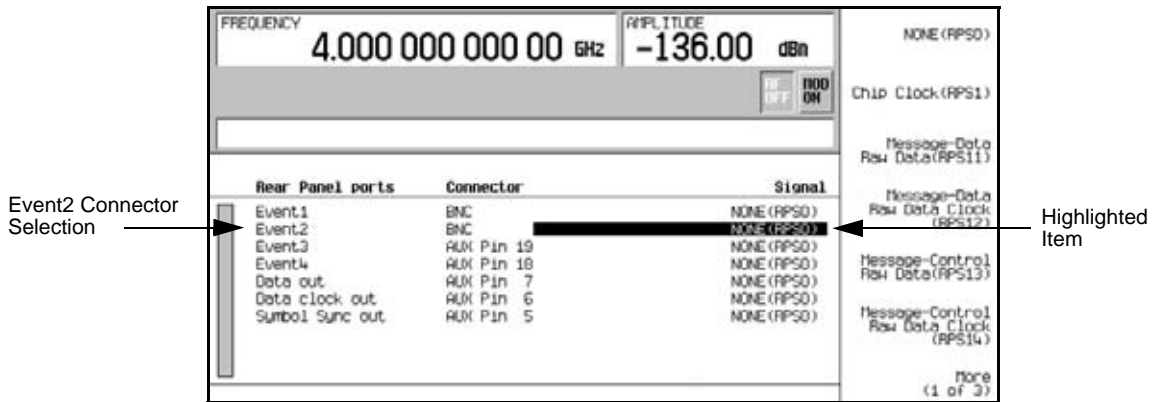 FREQUENCY
4.000 000 000 00 GHz
AMPLITUDE
-136.00 dBm
RF OFF
MOD ON
Rear Panel ports Connector Signal
Event1 BNC NONE(RPS0)
Event2 BNC NONE(RPS0)
Event3 AUX Pin 19 NONE(RPS0)
Event4 AUX Pin 18 NONE(RPS0)
Data out AUX Pin 7 NONE(RPS0)
Data clock out AUX Pin 6 NONE(RPS0)
Symbol Sync out AUX Pin 5 NONE(RPS0)
NONE(RPS0)
Chip Clock(RPS1)
Message-Data
Raw Data(RPS11)
Message-Data
Raw Data Clock
(RPS12)
Message-Control
Raw Data(RPS13)
Message-Control
Raw Data Clock
(RPS14)
More
(1 of 3)
Event2 Connector
Selection
Highlighted
Item